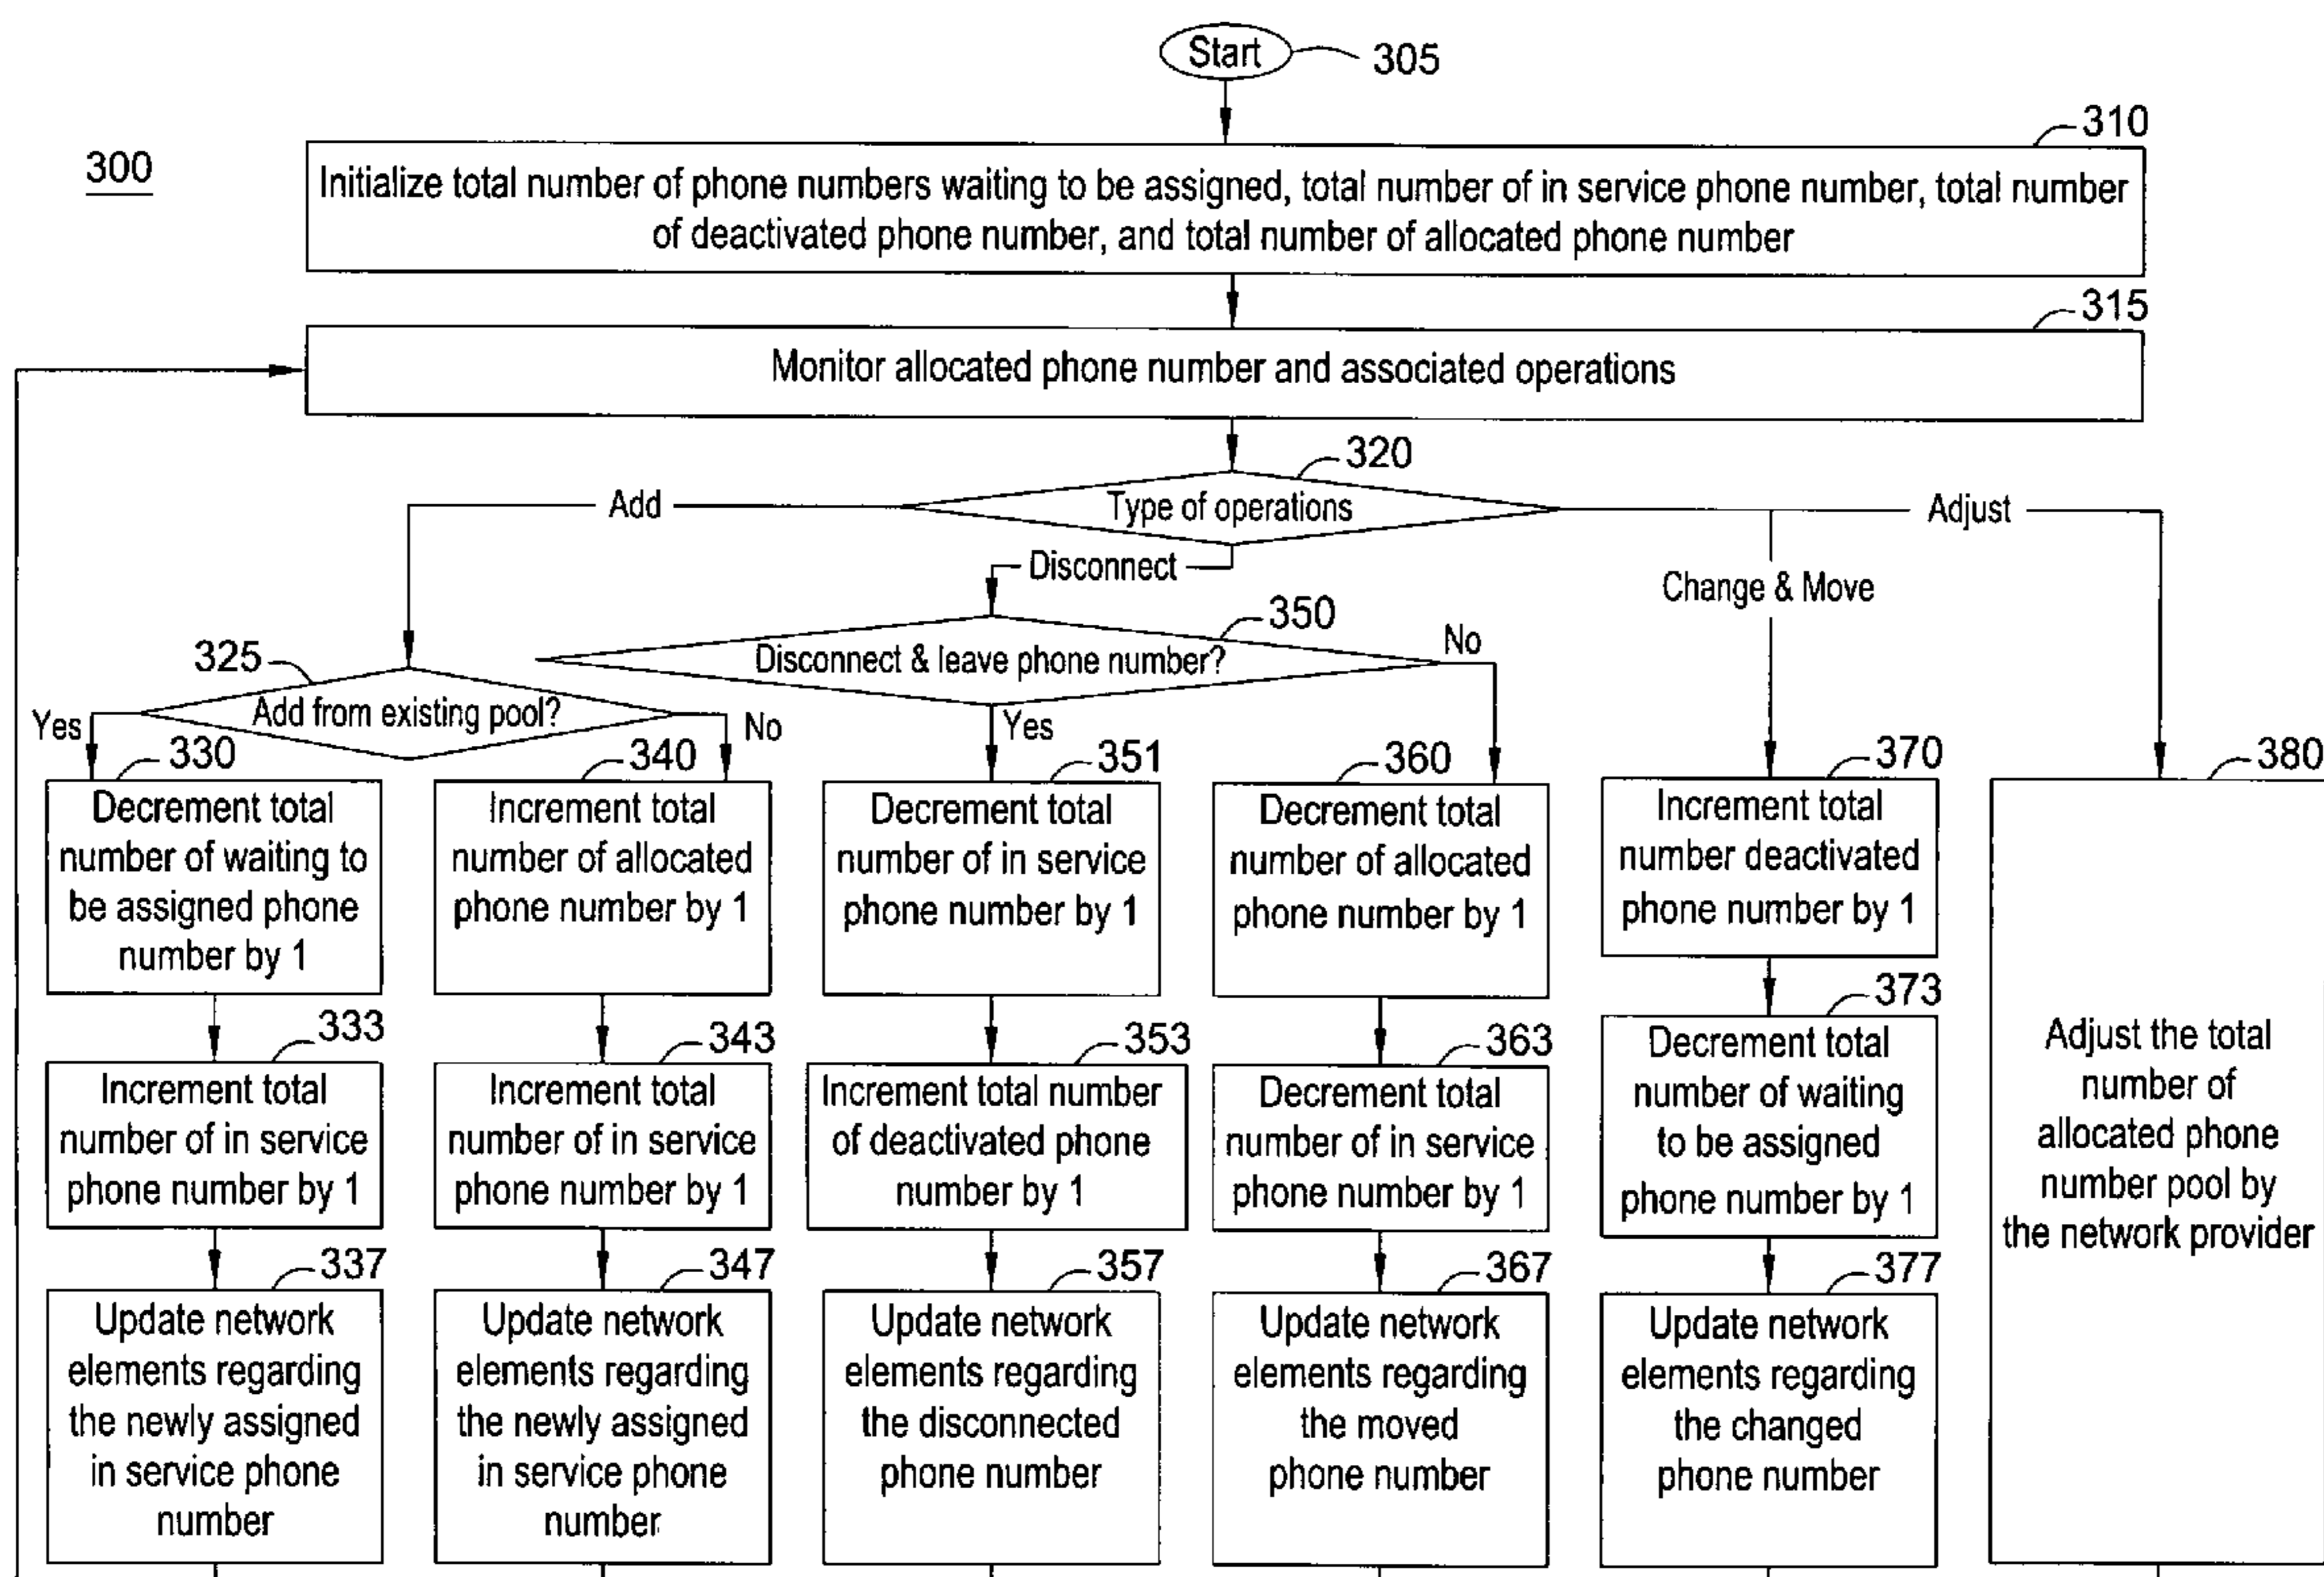 Start
305
300
310
Initialize total number of phone numbers waiting to be assigned, total number of in service phone number, total number
of deactivated phone number, and total number of allocated phone number
315
Monitor allocated phone number and associated operations
320
Type of operations
Add
Disconnect
Change & Move
Adjust
325
Add from existing pool?
Yes
No
350
Disconnect & leave phone number?
Yes
No
330
Decrement total
number of waiting to
be assigned phone
number by 1
333
Increment total
number of in service
phone number by 1
337
Update network
elements regarding
the newly assigned
in service phone
number
340
Increment total
number of allocated
phone number by 1
343
Increment total
number of in service
phone number by 1
347
Update network
elements regarding
the newly assigned
in service phone
number
351
Decrement total
number of in service
phone number by 1
353
Increment total number
of deactivated phone
number by 1
357
Update network
elements regarding
the disconnected
phone number
360
Decrement total
number of allocated
phone number by 1
363
Decrement total
number of in service
phone number by 1
367
Update network
elements regarding
the moved
phone number
370
Increment total
number deactivated
phone number by 1
373
Decrement total
number of waiting
to be assigned
phone number by 1
377
Update network
elements regarding
the changed
phone number
380
Adjust the total
number of
allocated phone
number pool by
the network provider